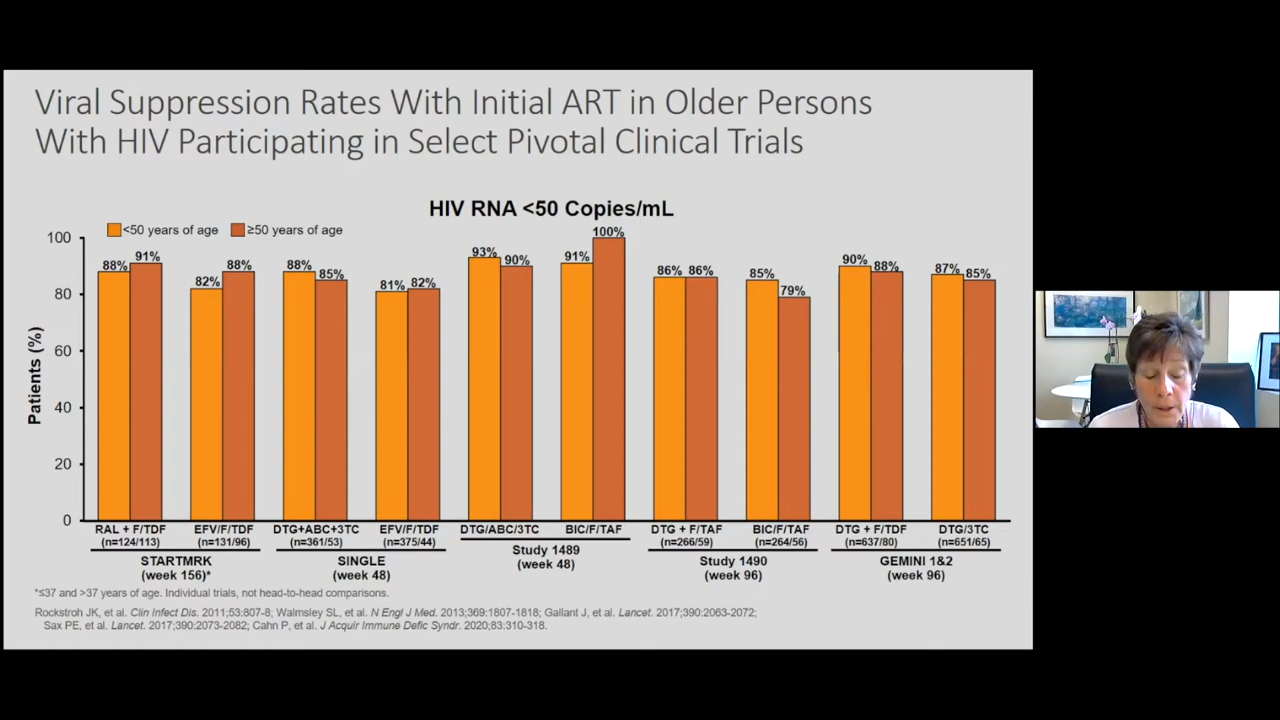 Viral Suppression Rates With Initial ART in Older Persons
With HIV Participating in Select Pivotal Clinical Trials
HIV RNA <50 Copies/mL
<50 years of age ≥50 years of age
Patients (%)
100
80
60
40
20
0
88% 91% 82% 88% 88% 85% 81% 82% 93% 90% 91% 100% 86% 86% 85% 79% 90% 88% 87% 85%
RAL + F/TDF EFV/F/TDF DTG+ABC+3TC EFV/F/TDF DTG/ABC/3TC BIC/F/TAF DTG + F/TAF BIC/F/TAF DTG + F/TDF DTG/3TC
(n=124/113) (n=131/96) (n=361/53) (n=375/44) (n=266/59) (n=264/56) (n=637/80) (n=651/65)
STARTMRK
(week 156)*
SINGLE
(week 48)
Study 1489
(week 48)
Study 1490
(week 96)
GEMINI 1&2
(week 96)
*≤37 and >37 years of age. Individual trials, not head-to-head comparisons.
Rockstroh JK, et al. Clin Infect Dis. 2011;53:807-8; Walmsley SL, et al. N Engl J Med. 2013;369:1807-1818; Gallant J, et al. Lancet. 2017;390:2063-2072;
Sax PE, et al. Lancet. 2017;390:2073-2082; Cahn P, et al. J Acquir Immune Defic Syndr. 2020;83:310-318.